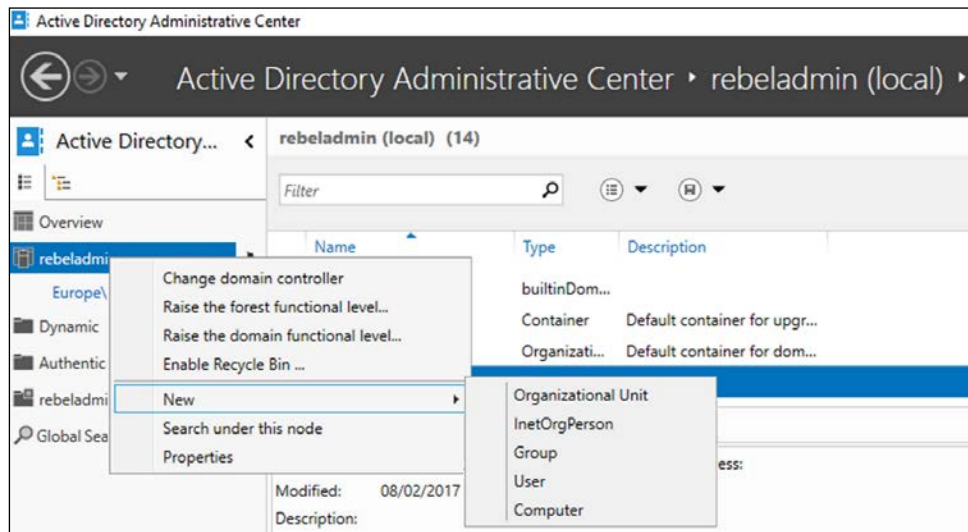 Active Directory Administrative Center
Active Directory Administrative Center • rebeladmin (local) •
Active Directory... <
rebeladmin (local) (14)
Filter
Overview
Name Type Description
rebeladmi
Change domain controller
builtinDom...
Europe\
Raise the forest functional level...
Container Default container for upgr...
Dynamic
Raise the domain functional level...
Organizati... Default container for dom...
Authentic
Enable Recycle Bin ...
rebeladmi
New
Organizational Unit
InetOrgPerson
Global Sea
Search under this node
Group
Properties
ess:
User
Modified: 08/02/2017
Computer
Description: